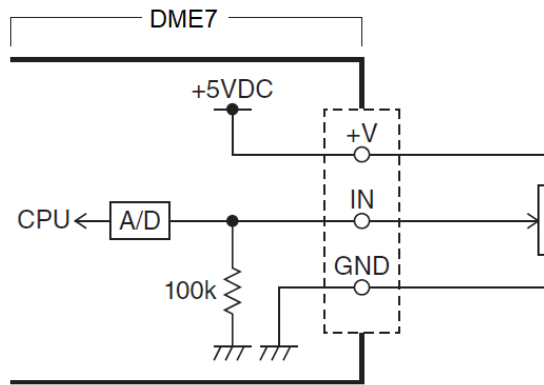 DME7
+5VDC
+V
CPU A/D IN
GND
100k